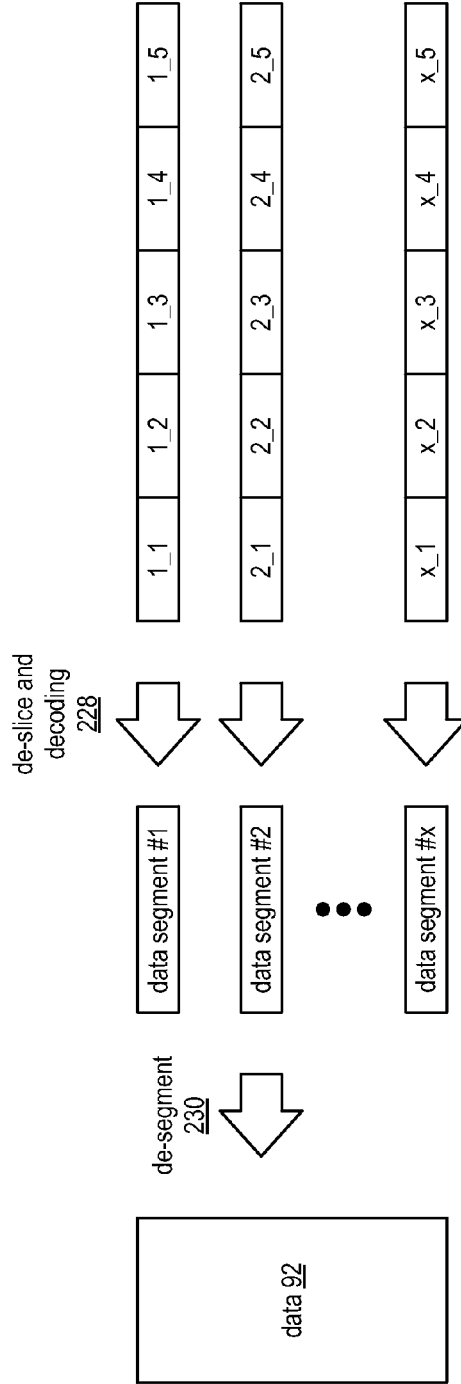 de-slice and
decoding
228
de-segment
230
data 92
data segment #1
1_1
1_2
1_3
1_4
1_5
data segment #2
2_1
2_2
2_3
2_4
2_5
data segment #x
x_1
x_2
x_3
x_4
x_5